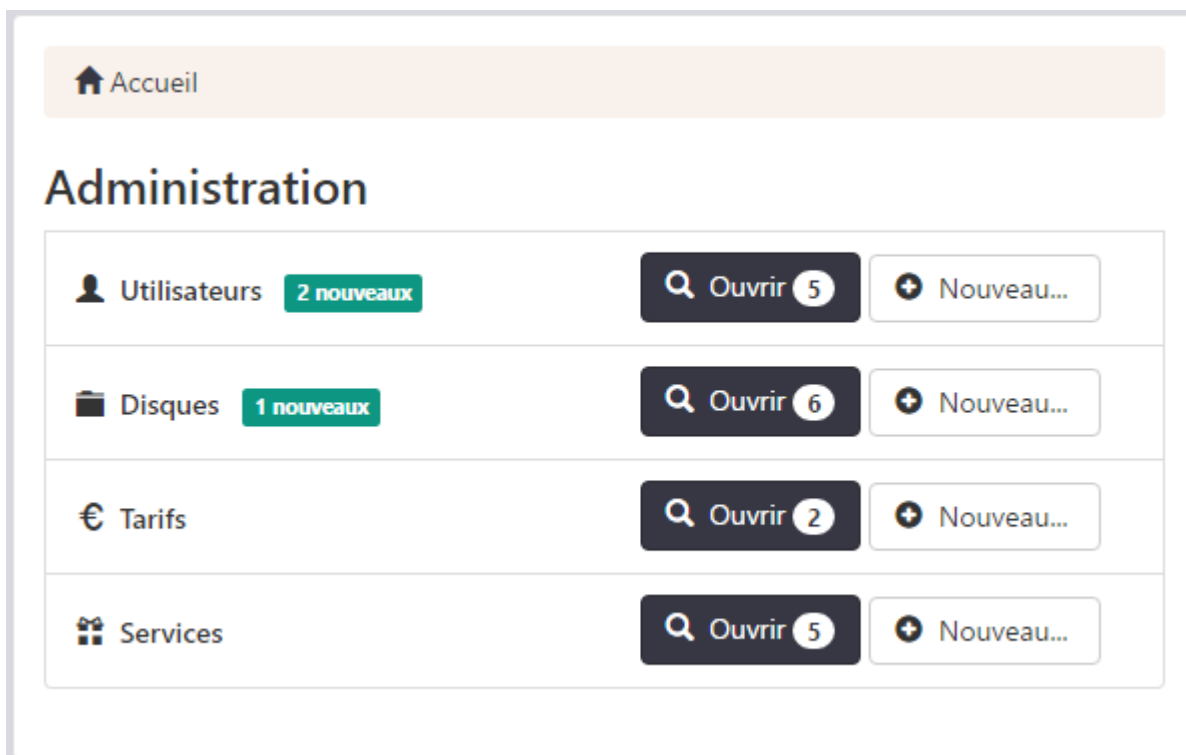 Accueil
Administration
Utilisateurs 2 nouveaux Ouvrir 5 Nouveau...
Disques 1 nouveaux Ouvrir 6 Nouveau...
€ Tarifs Ouvrir 2 Nouveau...
Services Ouvrir 5 Nouveau...